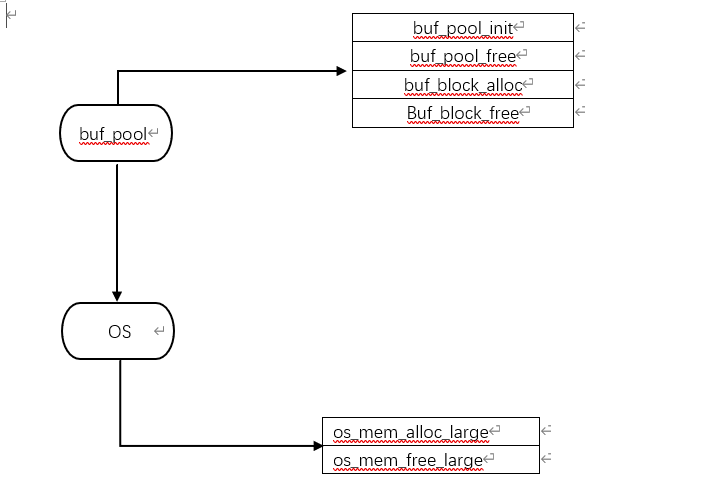 buf_pool_init
buf_pool_free
buf_block_alloc
Buf_block_free
buf_pool
OS
os_mem_alloc_large
os_mem_free_large